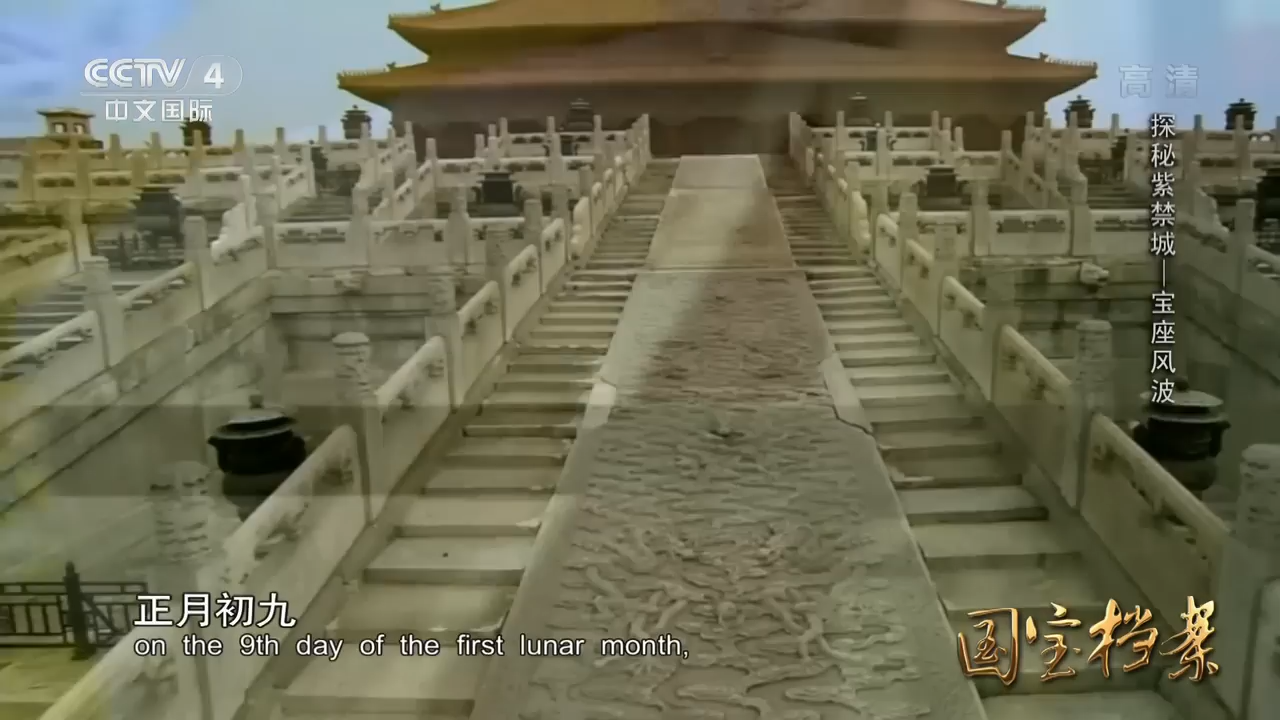 CCTV 4
中文国际
高清
探秘紫禁城—宝座风波
正月初九
on the 9th day of the first lunar month,
国宝档案